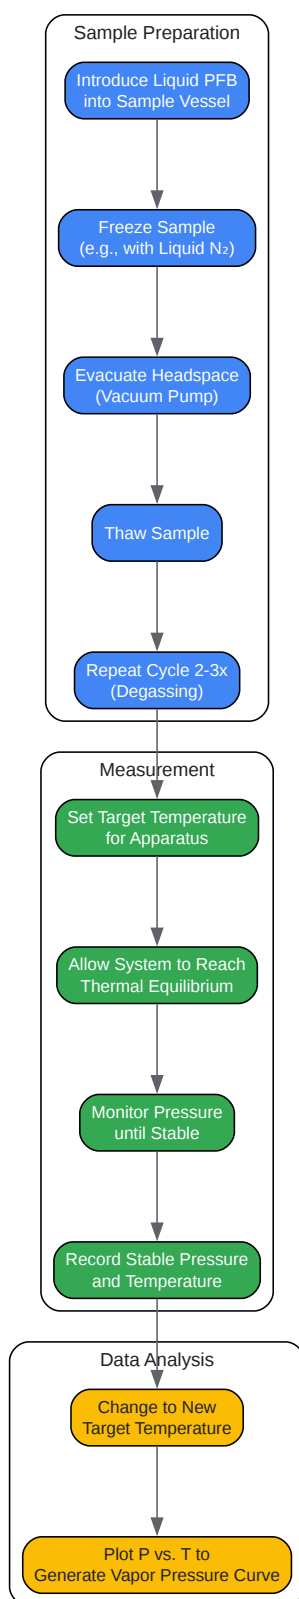 Sample Preparation
Introduce Liquid PFB
into Sample Vessel
Freeze Sample
(e.g., with Liquid N₂)
Evacuate Headspace
(Vacuum Pump)
Thaw Sample
Repeat Cycle 2-3x
(Degassing)
Measurement
Set Target Temperature
for Apparatus
Allow System to Reach
Thermal Equilibrium
Monitor Pressure
until Stable
Record Stable Pressure
and Temperature
Data Analysis
Change to New
Target Temperature
Plot P vs. T to
Generate Vapor Pressure Curve